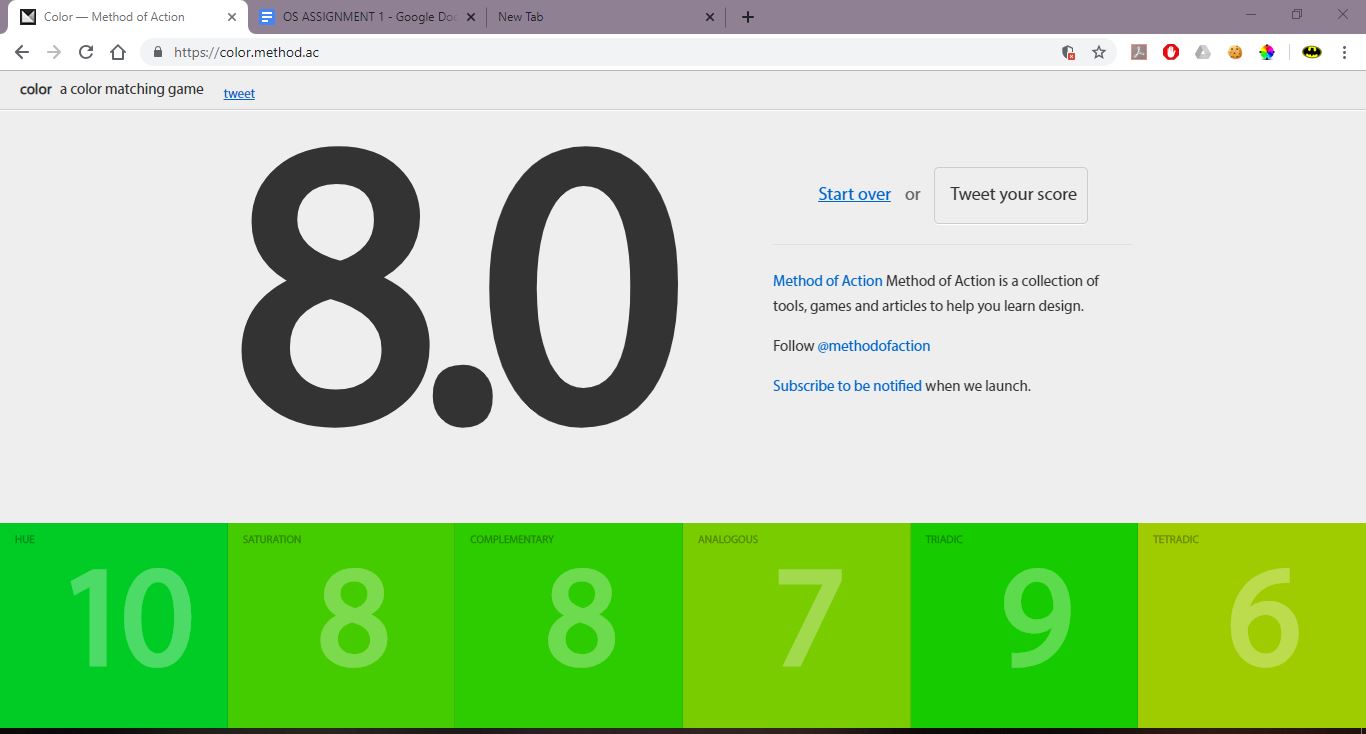 Color — Method of Action
OS ASSIGNMENT 1 - Google Doc
New Tab
https://color.method.ac
color a color matching game tweet
8.0
Start over or Tweet your score
Method of Action Method of Action is a collection of
tools, games and articles to help you learn design.
Follow @methodofaction
Subscribe to be notified when we launch.
HUE
10
SATURATION
8
COMPLEMENTARY
8
ANALOGOUS
7
TRIADIC
9
TETRADIC
6